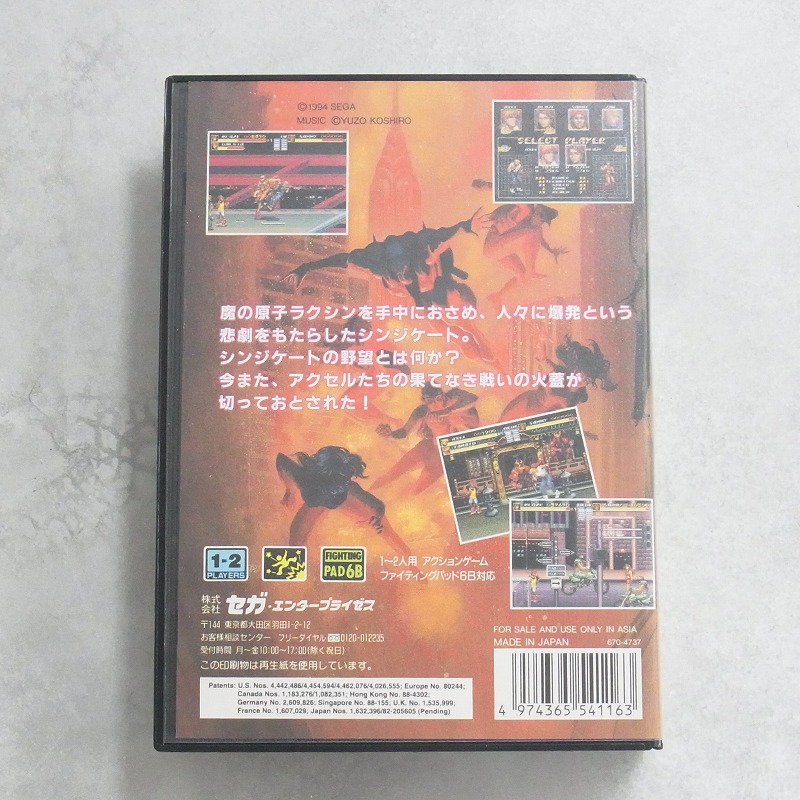 ©1994 SEGA
MUSIC ©YUZO KOSHIRO
SELECT PLAYER
魔の原子ラクシンを手中におさめ、人々に爆発という
悲劇をもたらしたシンジケート。
シンジケートの野望とは何か？
今また、アクセルたちの果てなき戦いの火蓋が
切っておとされた！
1-2
PLAYERS
FIGHTING
PAD6B
1〜2人用 アクションゲーム
ファイティングパッド6B対応
株式会社 セガ・エンタープライゼス
〒144 東京都大田区羽田1-2-12
お客様相談センター フリーダイヤル 0120-012235
受付時間 月〜金10:00〜17:00(除く祝日)
この印刷物は再生紙を使用しています。
FOR SALE AND USE ONLY IN ASIA
MADE IN JAPAN 670-4737
Patents: U.S. Nos. 4,442,486/4,454,594/4,462,076/4,026,555; Europe No. 80244;
Canada Nos. 1,183,276/1,082,351; Hong Kong No. 88-4302;
Germany No. 2,609,826; Singapore No. 88-155; U.K. No. 1,535,999;
France No. 1,607,029; Japan Nos. 1,632,396/82-205605 (Pending)
4 974365 541163